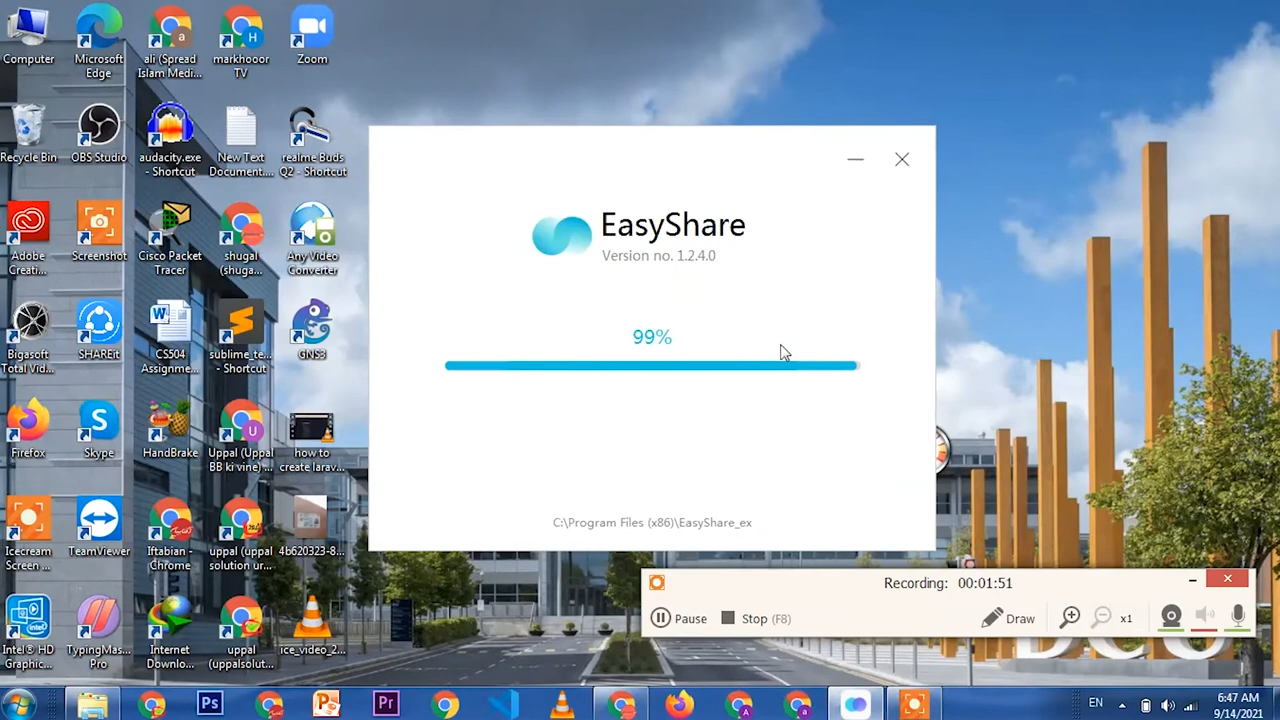 Computer
Microsoft
Edge
ali (Spread
Islam Medi...
markhooor
TV
Zoom
Recycle Bin
OBS Studio
audacity.exe
- Shortcut
New Text
Document....
realme Buds
Q2 - Shortcut
Adobe
Creati...
Screenshot
Cisco Packet
Tracer
shugal
(shuga...
Any Video
Converter
Bigasoft
Total Vid...
SHAREit
CS504
Assignme...
sublime_te...
- Shortcut
GNS3
Firefox
Skype
HandBrake
Uppal (Uppal
BB ki vine) ...
how to
create larav...
Icecream
Screen ...
TeamViewer
Iftabian -
Chrome
uppal (uppal
solution ur...
4b620323-8...
Intel® HD
Graphic...
TypingMas...
Pro
Internet
Downlo...
uppal
(uppalsolut...
ice_video_2...
EasyShare
Version no. 1.2.4.0
99%
C:\Program Files (x86)\EasyShare_ex
Recording: 00:01:51
Pause
Stop (F8)
Draw
x1
DCU
EN
6:47 AM
9/14/2021